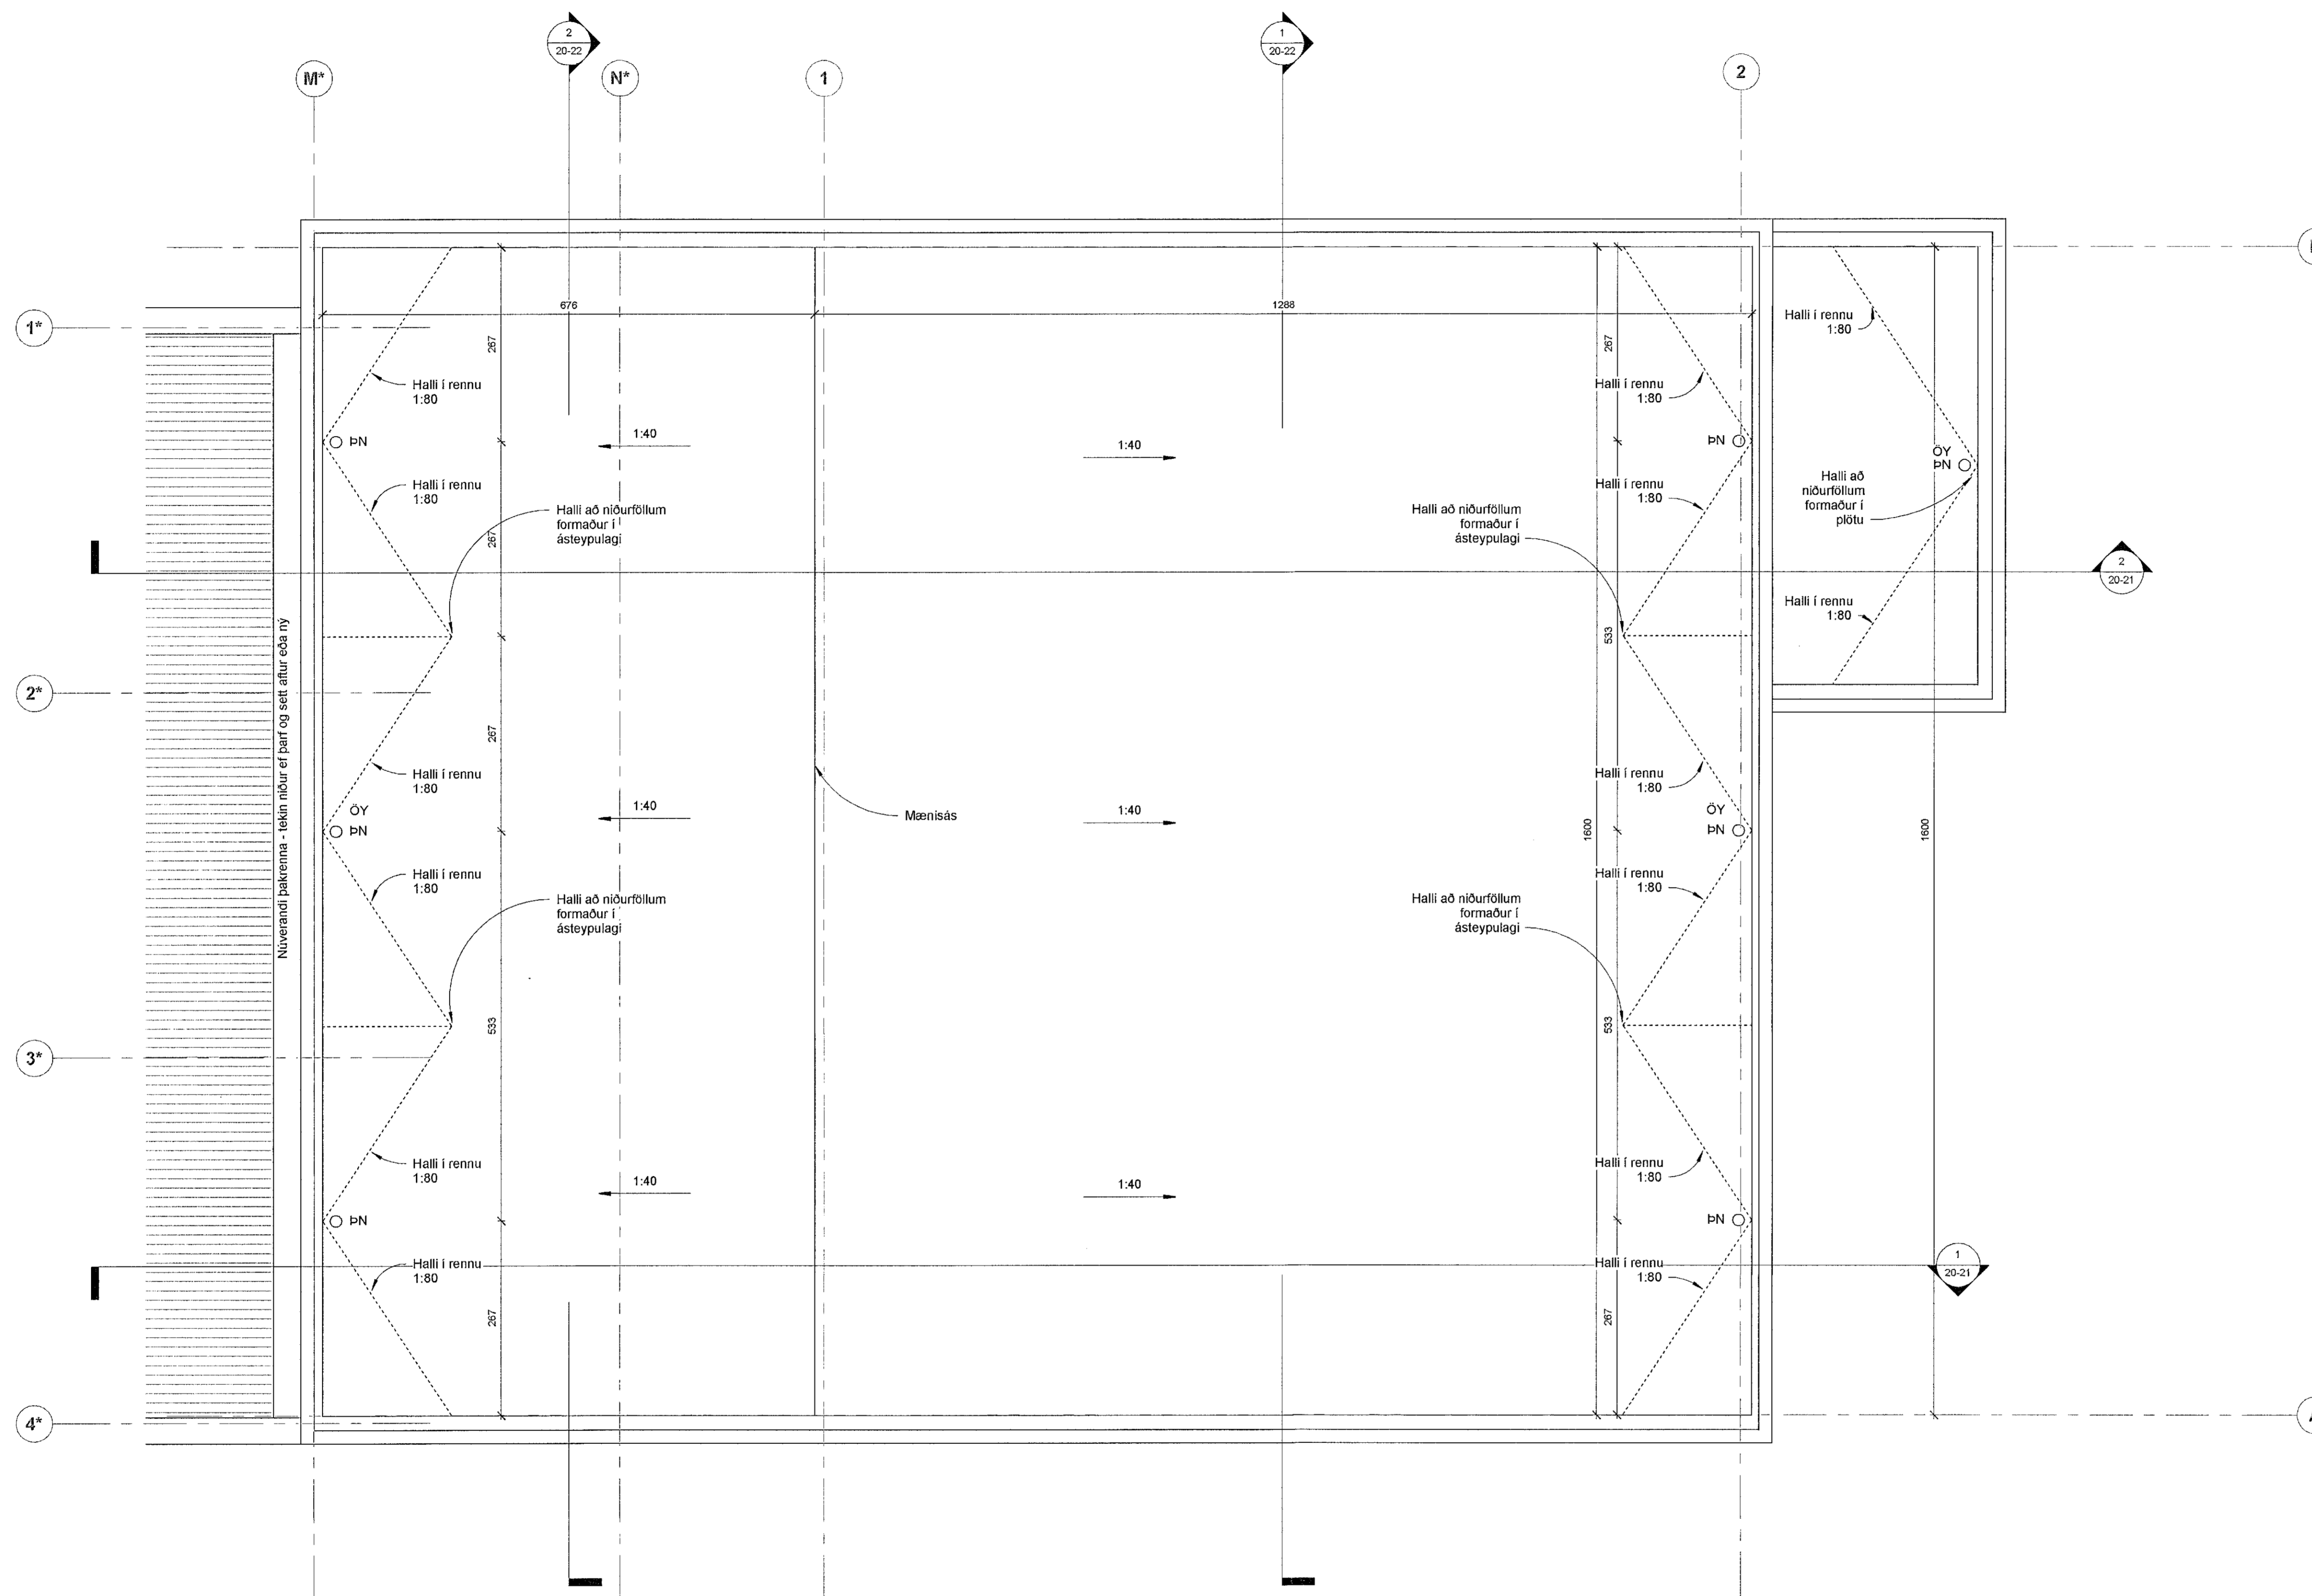 2
20-22
1
20-22
M*
N*
1
2
1*
676
1288
267
267
Halli í rennu
1:80
Halli í rennu
1:80
Halli í rennu
1:80
ÞN
1:40
1:40
ÞN
ÖY
ÞN
Halli í rennu
1:80
Halli í rennu
1:80
Halli að
niðurföllum
formaður í
plötu
Halli að niðurföllum
formaður í
ásteypulagi
267
Halli að niðurföllum
formaður í
ásteypulagi
2
20-21
Halli í rennu
1:80
533
Núverandi þakrenna - tekin niður ef þarf og sett aftur eða ný
2*
267
Halli í rennu
1:80
Halli í rennu
1:80
ÖY
ÞN
1:40
Mænisás
1:40
ÖY
ÞN
1600
1600
Halli í rennu
1:80
Halli í rennu
1:80
Halli að niðurföllum
formaður í
ásteypulagi
Halli að niðurföllum
formaður í
ásteypulagi
533
533
3*
Halli í rennu
1:80
Halli í rennu
1:80
1:40
1:40
ÞN
ÞN
Halli í rennu
1:80
Halli í rennu
1:80
1
20-21
267
267
4*